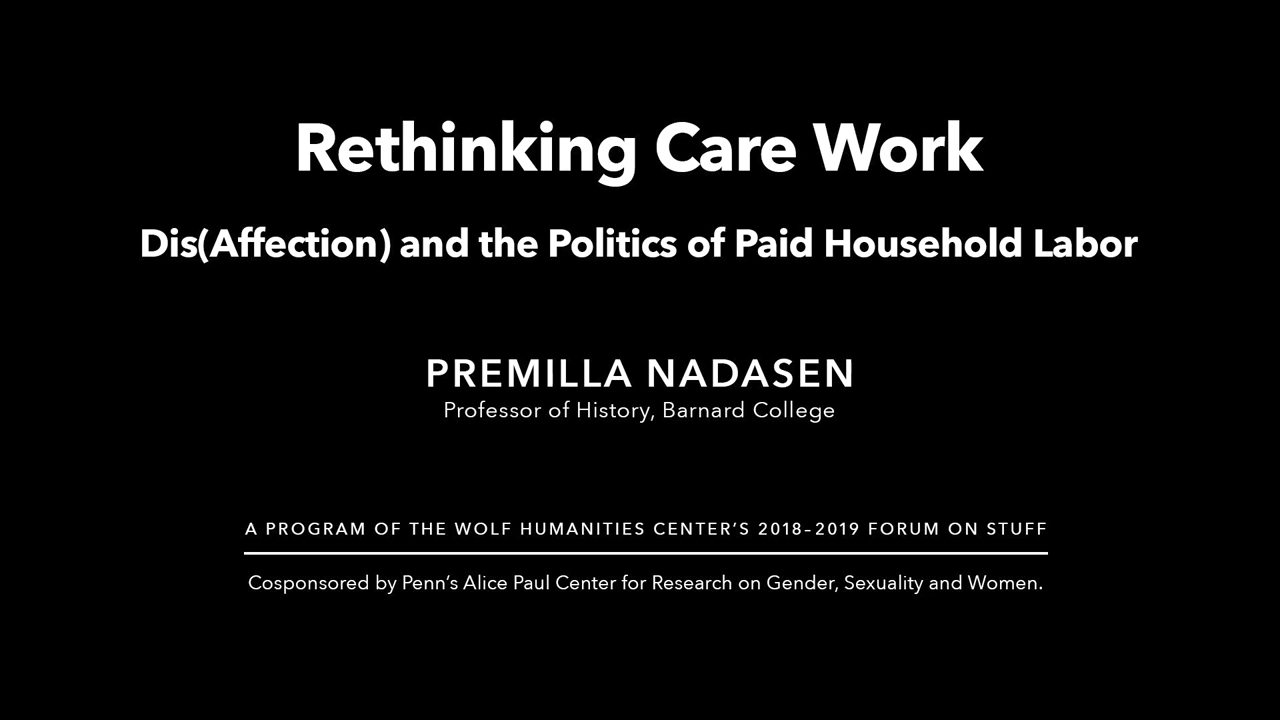 Rethinking Care Work
Dis(Affection) and the Politics of Paid Household Labor
PREMILLA NADASEN
Professor of History, Barnard College
A PROGRAM OF THE WOLF HUMANITIES CENTER’S 2018–2019 FORUM ON STUFF
Cosponsored by Penn’s Alice Paul Center for Research on Gender, Sexuality and Women.